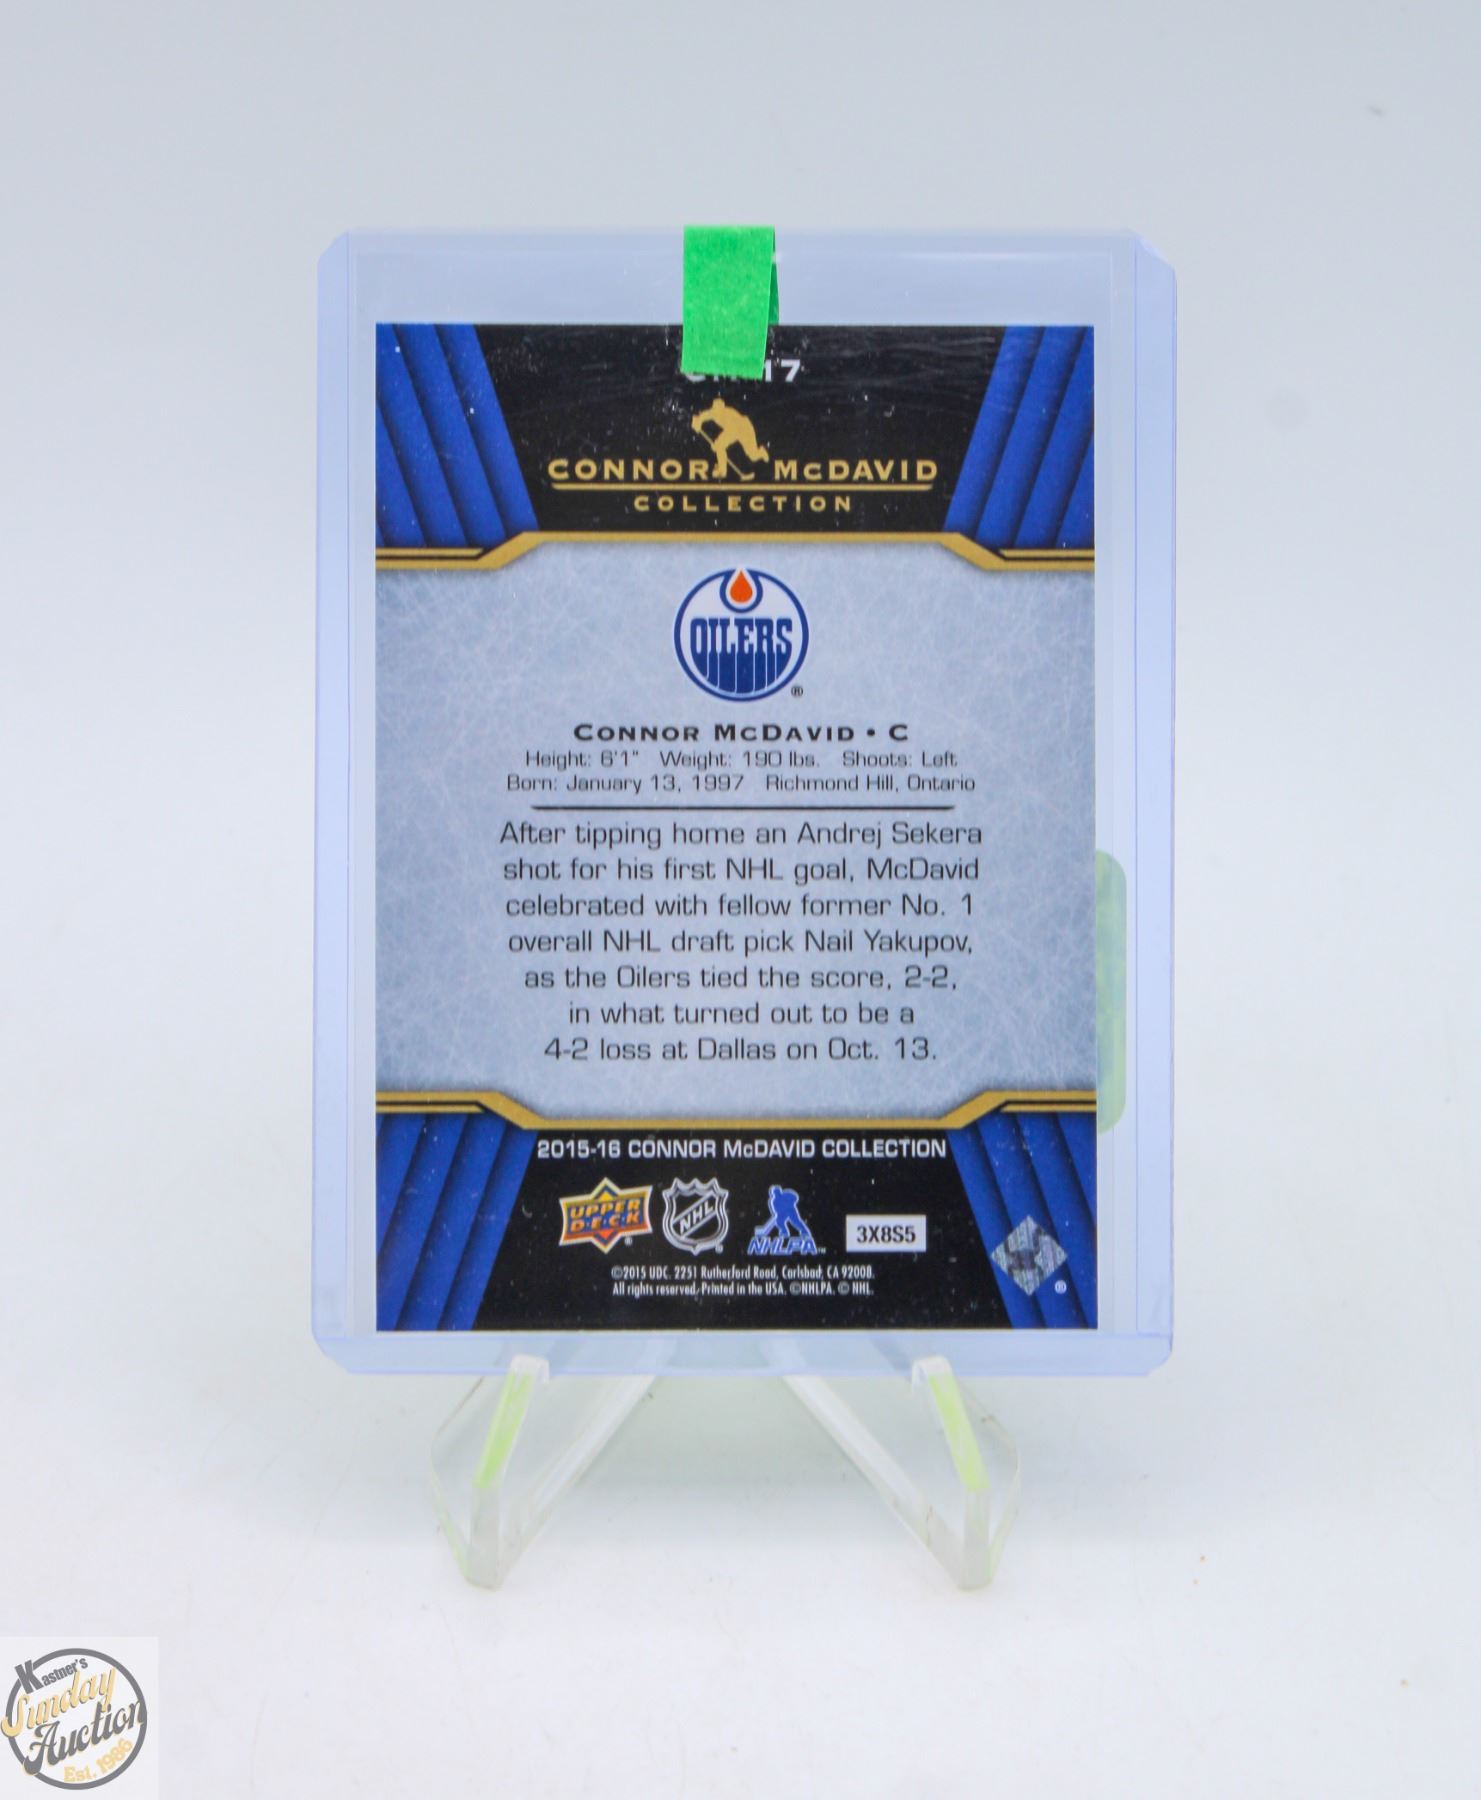 17
CONNOR McDAVID
COLLECTION
OILERS
®
CONNOR McDAVID • C
Height: 6'1" Weight: 190 lbs. Shoots: Left
Born: January 13, 1997 Richmond Hill, Ontario
After tipping home an Andrej Sekera
shot for his first NHL goal, McDavid
celebrated with fellow former No. 1
overall NHL draft pick Nail Yakupov,
as the Oilers tied the score, 2-2,
in what turned out to be a
4-2 loss at Dallas on Oct. 13.
2015-16 CONNOR McDAVID COLLECTION
UPPER
DECK
®
NHL
NHLPA
3X8S5
®
©2015 UDC. 2251 Rutherford Road, Carlsbad, CA 92008.
All rights reserved. Printed in the USA. ©NHLPA. © NHL.
Kastner's
Sunday
Auction
Est. 1986